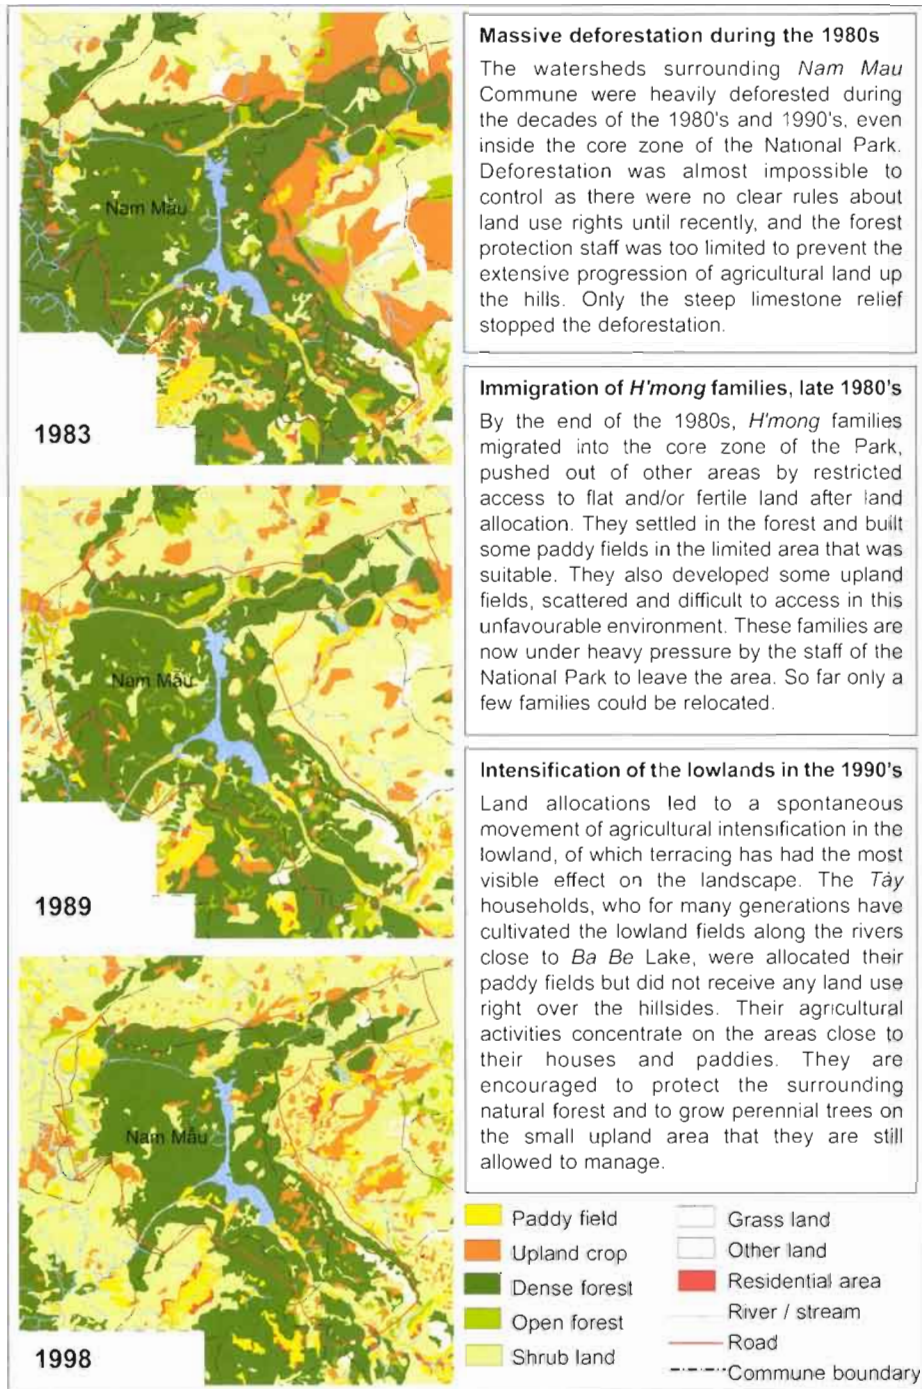 Nam Mẫu
1983
Nam Mẫu
1989
Nam Mẫu
1998
Massive deforestation during the 1980s
The watersheds surrounding Nam Mau
Commune were heavily deforested during
the decades of the 1980's and 1990's, even
inside the core zone of the National Park.
Deforestation was almost impossible to
control as there were no clear rules about
land use rights until recently, and the forest
protection staff was too limited to prevent the
extensive progression of agricultural land up
the hills. Only the steep limestone relief
stopped the deforestation.
Immigration of H'mong families, late 1980's
By the end of the 1980s, H'mong families
migrated into the core zone of the Park,
pushed out of other areas by restricted
access to flat and/or fertile land after land
allocation. They settled in the forest and built
some paddy fields in the limited area that was
suitable. They also developed some upland
fields, scattered and difficult to access in this
unfavourable environment. These families are
now under heavy pressure by the staff of the
National Park to leave the area. So far only a
few families could be relocated.
Intensification of the lowlands in the 1990's
Land allocations led to a spontaneous
movement of agricultural intensification in the
lowland, of which terracing has had the most
visible effect on the landscape. The Tày
households, who for many generations have
cultivated the lowland fields along the rivers
close to Ba Be Lake, were allocated their
paddy fields but did not receive any land use
right over the hillsides. Their agricultural
activities concentrate on the areas close to
their houses and paddies. They are
encouraged to protect the surrounding
natural forest and to grow perennial trees on
the small upland area that they are still
allowed to manage.
Paddy field
Upland crop
Dense forest
Open forest
Shrub land
Grass land
Other land
Residential area
River / stream
Road
Commune boundary